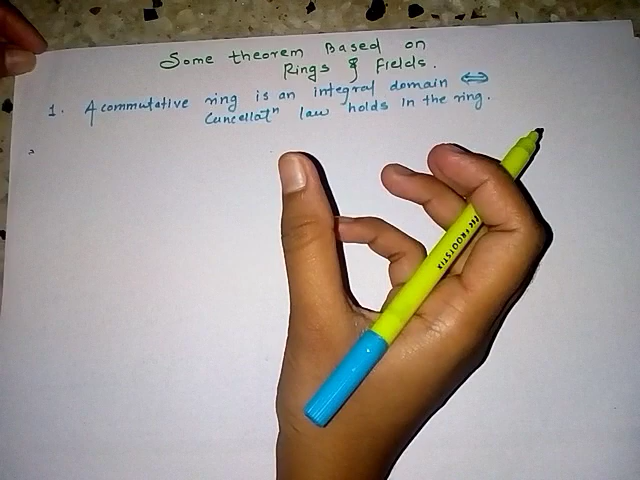 Some theorem Based on
Rings & Fields.
1. A commutative ring is an integral domain ⇔
Cancellatⁿ law holds in the ring.
FROOTSTIX